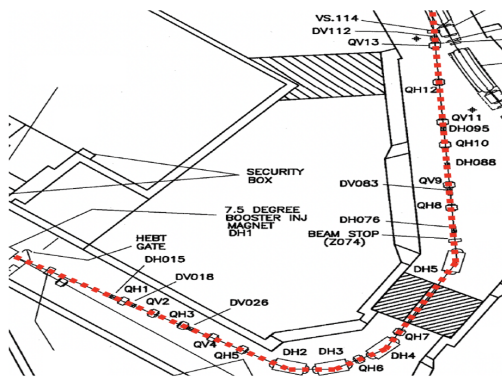 VS.114
DV112
QV13
QH12
QV11
DH095
QH10
DH088
DV083
QV9
QH8
DH076
BEAM STOP
(Z074)
DH5
SECURITY
BOX
7.5 DEGREE
BOOSTER INJ
MAGNET
DH1
HEBT
GATE
DH015
QH1
DV018
QV2
QH3
DV026
QV4
QH5
DH2
DH3
QH6
DH4
QH7